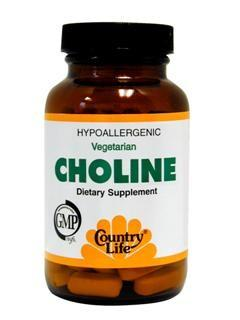 HYPOALLERGENIC
Vegetarian
CHOLINE
Dietary Supplement
GMP
Country
Life®